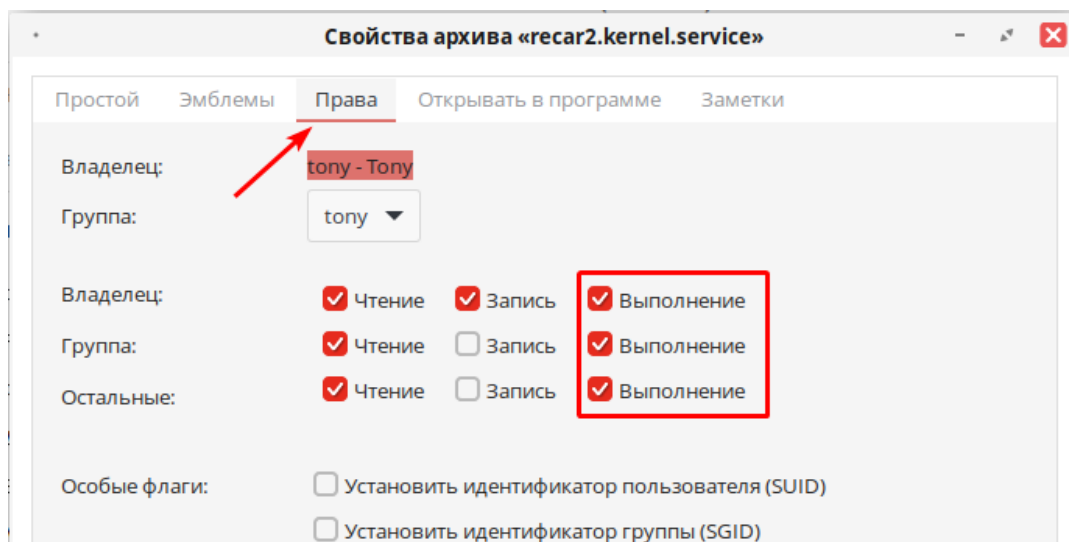 Свойства архива «recar2.kernel.service»
Простой Эмблемы Права Открывать в программе Заметки
Владелец: tony - Tony
Группа: tony
Владелец: Чтение Запись Выполнение
Группа: Чтение Запись Выполнение
Остальные: Чтение Запись Выполнение
Особые флаги: Установить идентификатор пользователя (SUID)
Установить идентификатор группы (SGID)